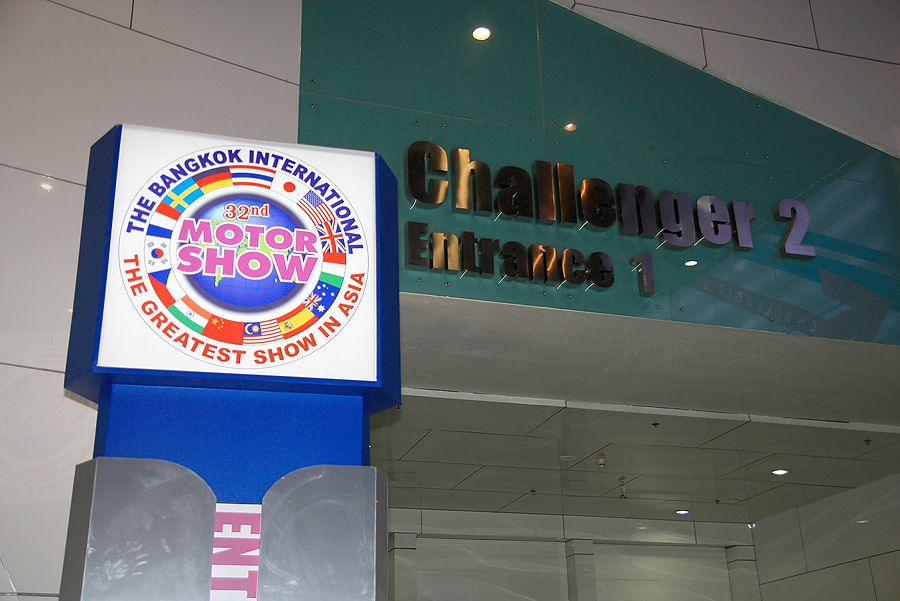 THE BANGKOK INTERNATIONAL
32nd
MOTOR
SHOW
THE GREATEST SHOW IN ASIA
Challenger 2
Entrance 1
ENT